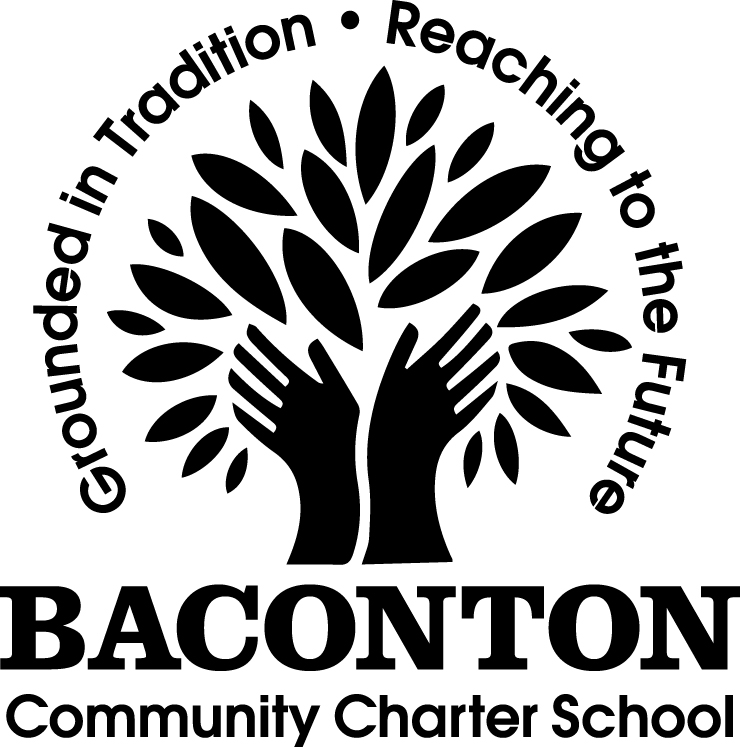 Grounded in Tradition • Reaching to the Future
BACONTON
Community Charter School